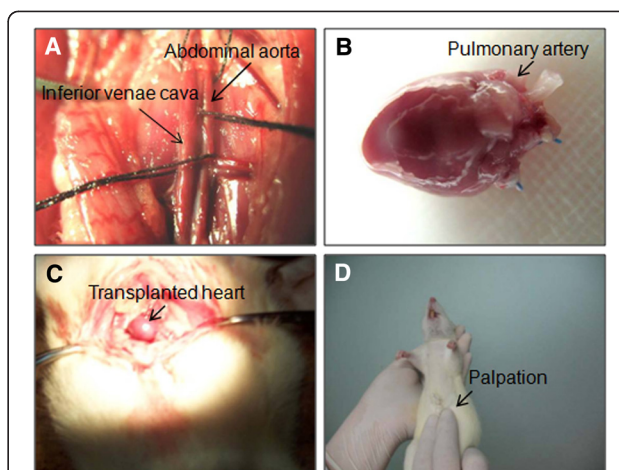 A
Abdominal aorta
Inferior venae cava
B
Pulmonary artery
C
Transplanted heart
D
Palpation